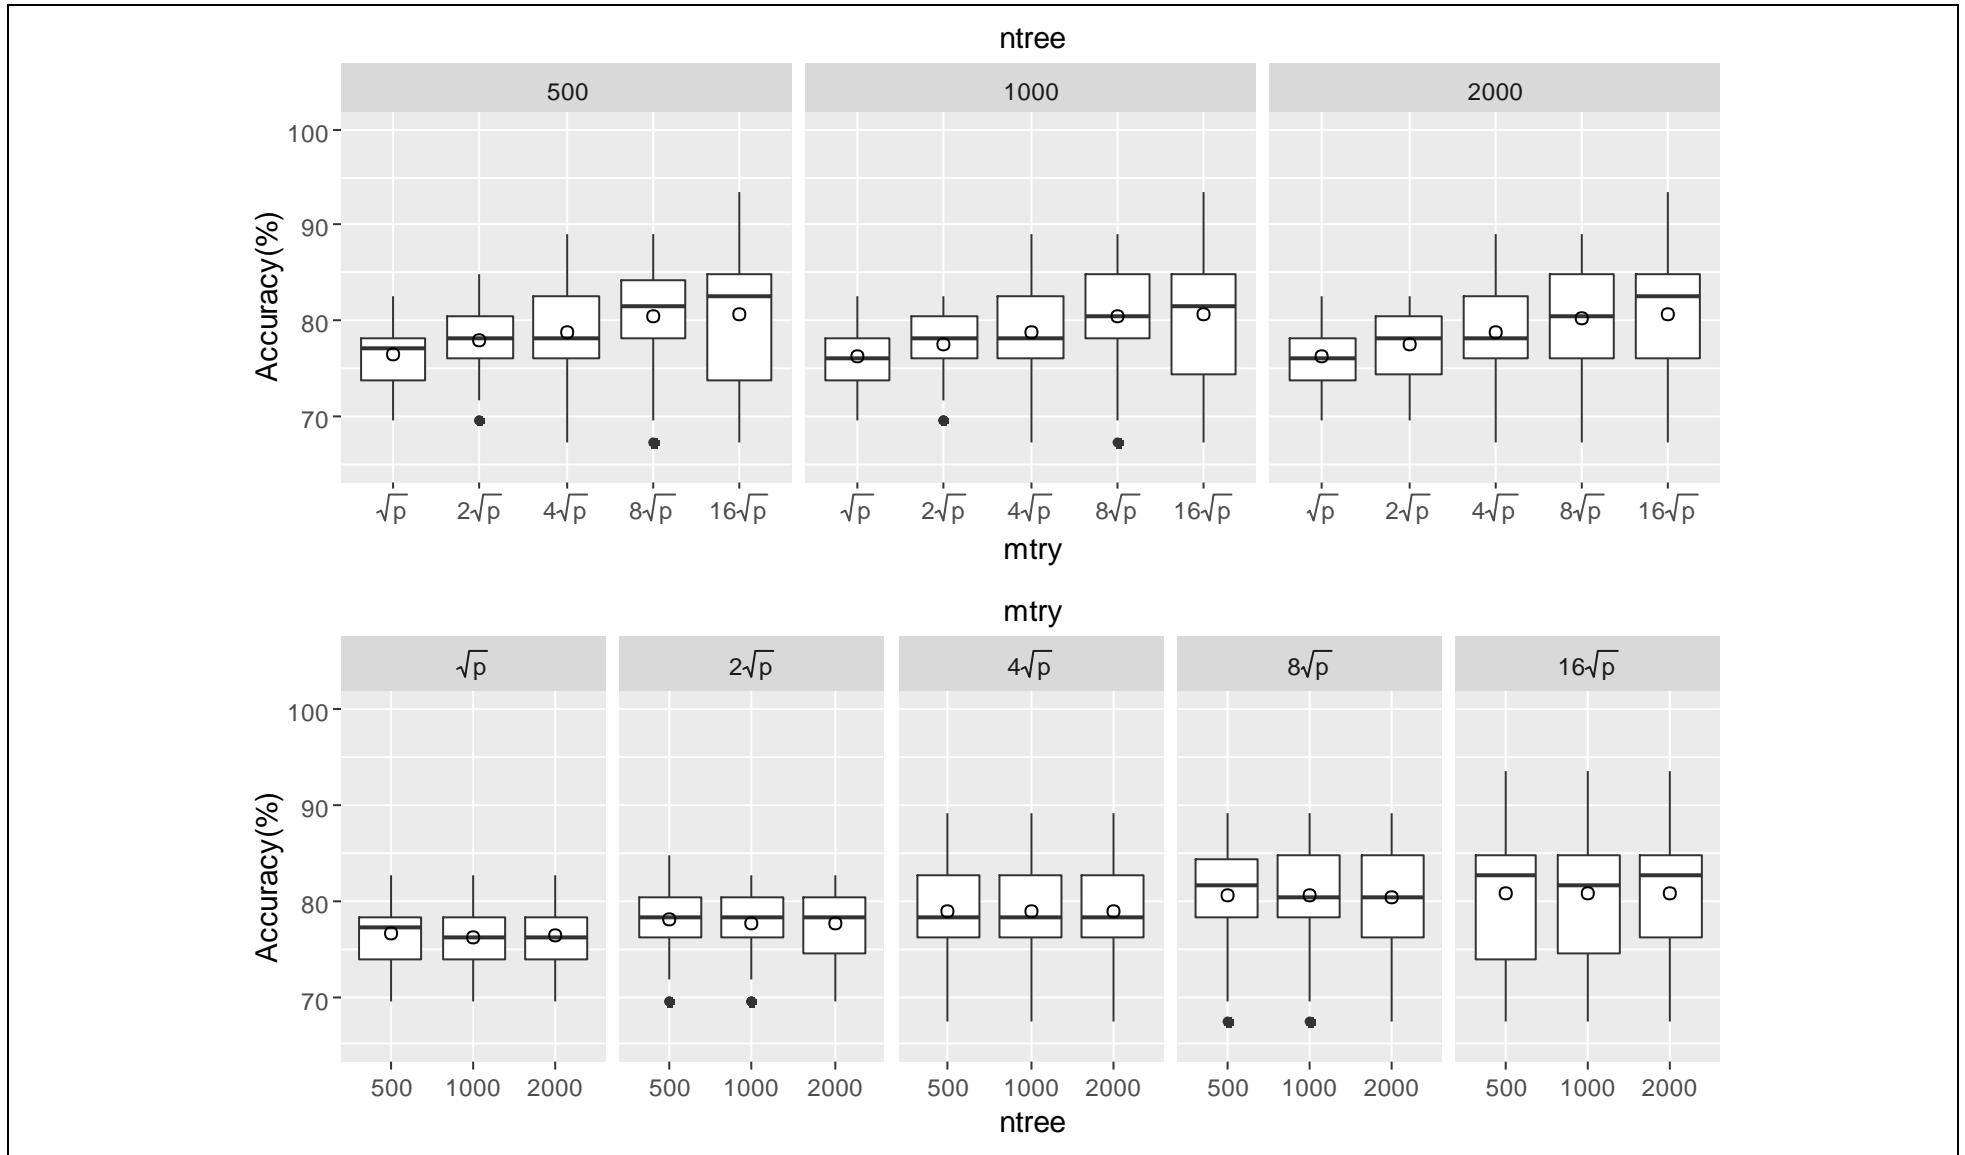 ntree
500 1000 2000
100
90
80
70
Accuracy(%)
√p 2√p 4√p 8√p 16√p √p 2√p 4√p 8√p 16√p √p 2√p 4√p 8√p 16√p
mtry
mtry
√p 2√p 4√p 8√p 16√p
100
90
80
70
Accuracy(%)
500 1000 2000 500 1000 2000 500 1000 2000 500 1000 2000 500 1000 2000
ntree